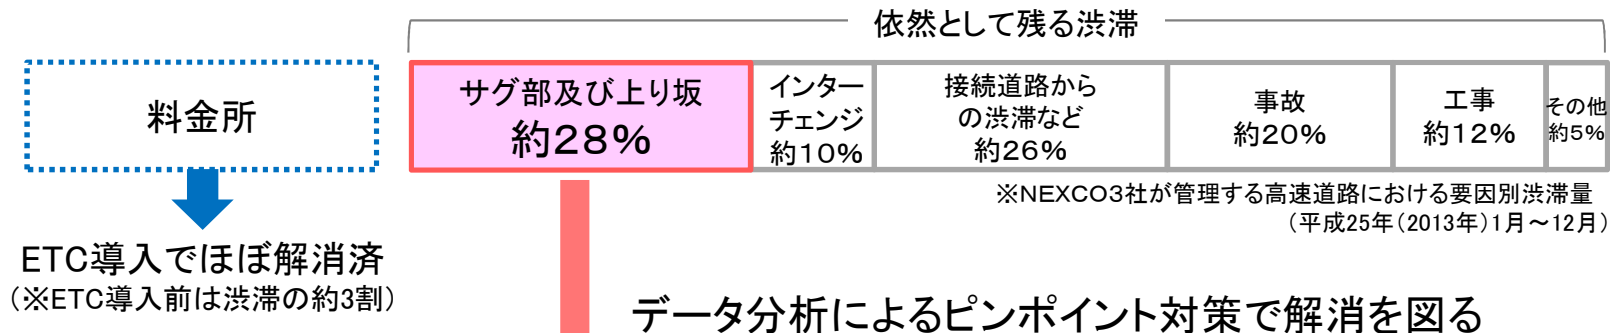 依然として残る渋滞
料金所
サグ部及び上り坂
約28%
インター
チェンジ
約10%
接続道路から
の渋滞など
約26%
事故
約20%
工事
約12%
その他
約5%
※NEXCO3社が管理する高速道路における要因別渋滞量
(平成25年(2013年)1月～12月)
ETC導入でほぼ解消済
(※ETC導入前は渋滞の約3割)
データ分析によるピンポイント対策で解消を図る